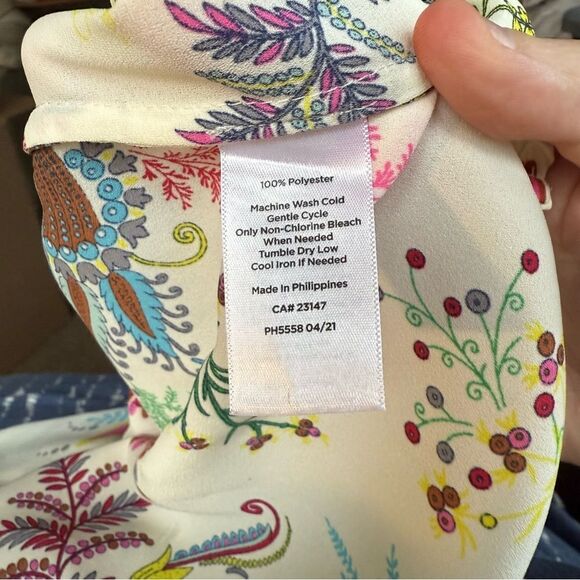 100% Polyester
Machine Wash Cold
Gentle Cycle
Only Non-Chlorine Bleach
When Needed
Tumble Dry Low
Cool Iron If Needed
Made In Philippines
CA# 23147
PH5558 04/21